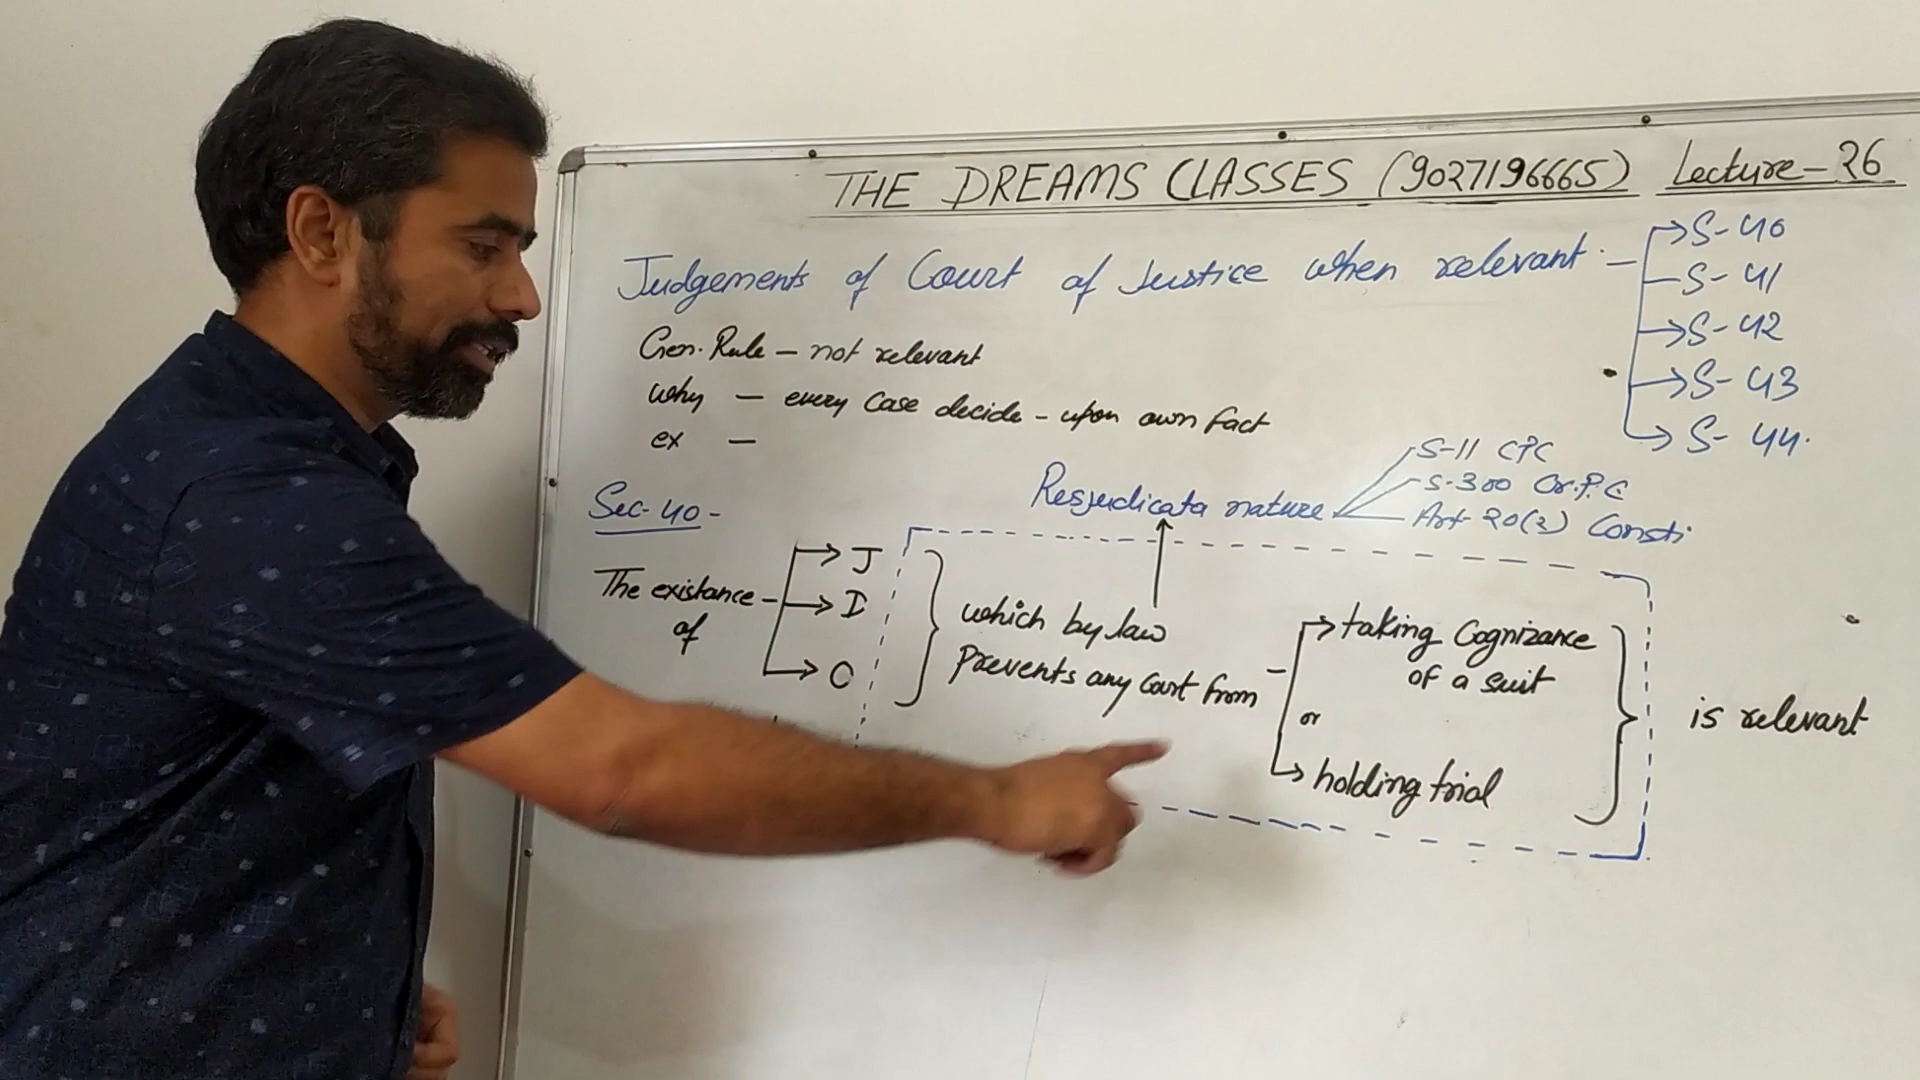 THE DREAMS CLASSES (9027196665) Lecture-26
Judgements of Court of Justice when relevant -
S-40
S-41
S-42
S-43
S-44.
Gen. Rule - not relevant
why - every case decide - upon own fact
ex -
Resjudicata nature
S-11 CPC
S-300 Cr.P.C
Art-20(2) Consti.
Sec-40-
The existance of
J
D
O
which by law
Prevents any court from
taking Cognizance
of a suit
or
holding trial
is relevant